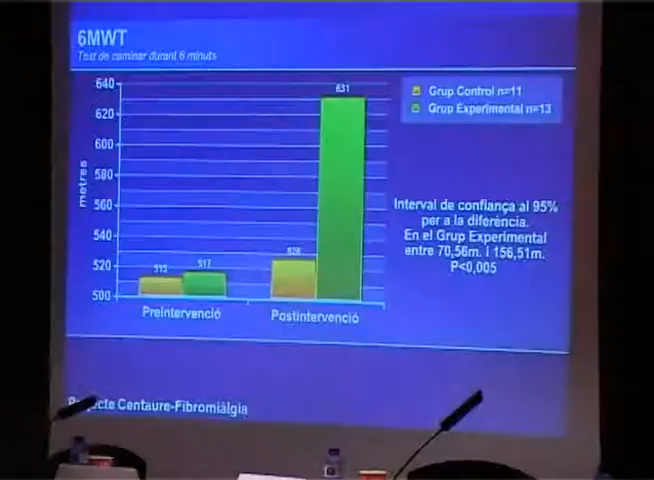 6MWT
Test de caminar durant 6 minuts
640
620
600
580
560
540
520
500
metres
513
517
526
631
Preintervenció
Postintervenció
Grup Control n=11
Grup Experimental n=13
Interval de confiança al 95%
per a la diferència.
En el Grup Experimental
entre 70,56m. i 156,51m.
P<0,005
Projecte Centaure-Fibromiàlgia